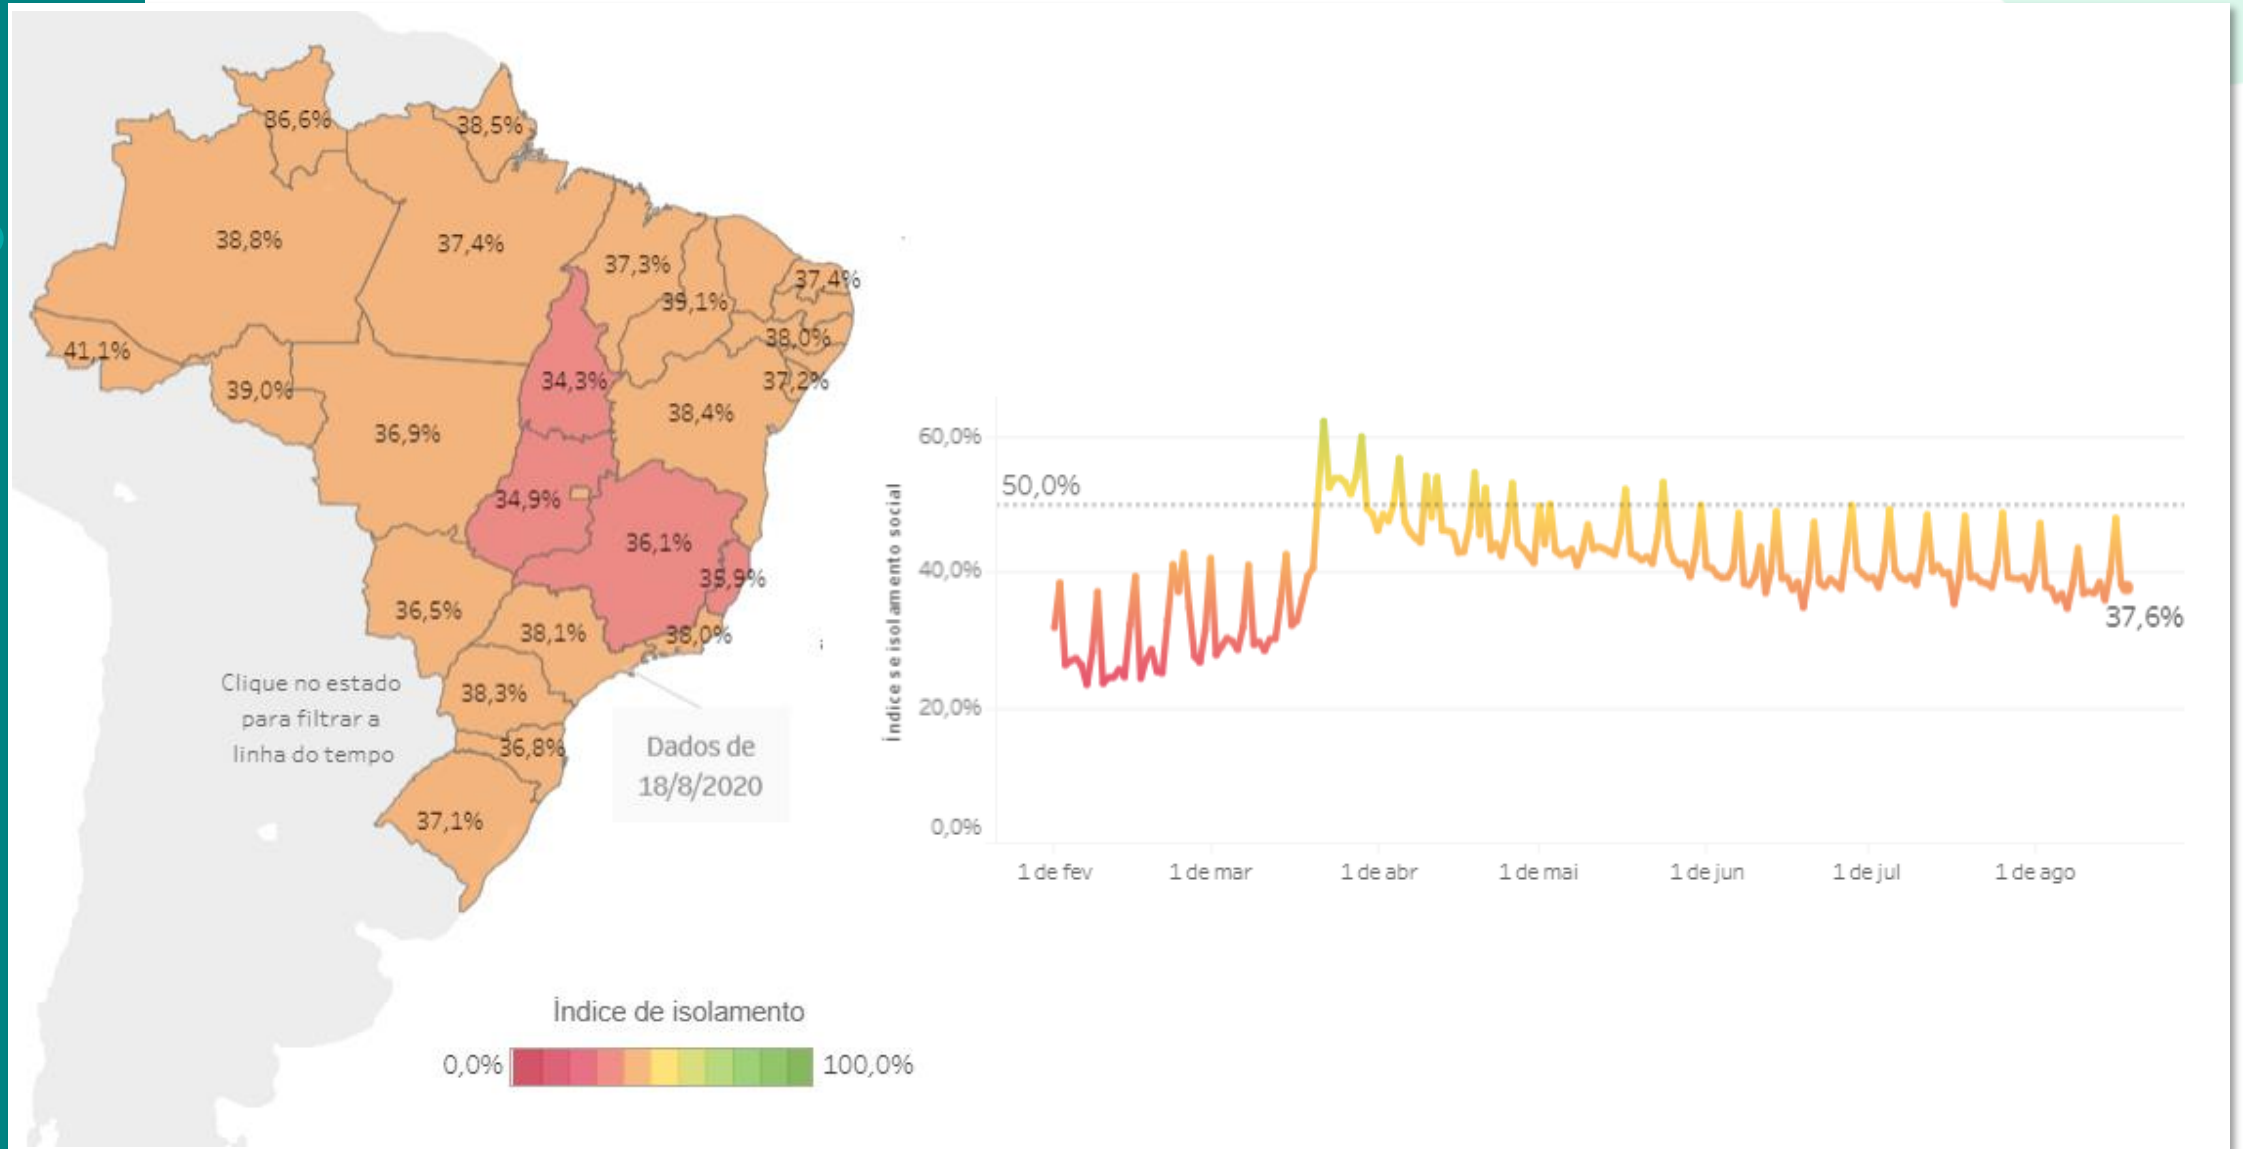 36,6%
38,5%
38,8%
37,4%
37,3%
39,1%
37,4%
38,0%
41,1%
39,0%
34,3%
37,2%
38,4%
36,9%
34,9%
36,1%
35,9%
36,5%
38,1%
38,0%
38,3%
36,8%
37,1%
Clique no estado
para filtrar a
linha do tempo
Dados de
18/8/2020
Índice de isolamento
0,0%
100,0%
Índice se isolamento social
60,0%
50,0%
40,0%
20,0%
0,0%
37,6%
1 de fev
1 de mar
1 de abr
1 de mai
1 de jun
1 de jul
1 de ago